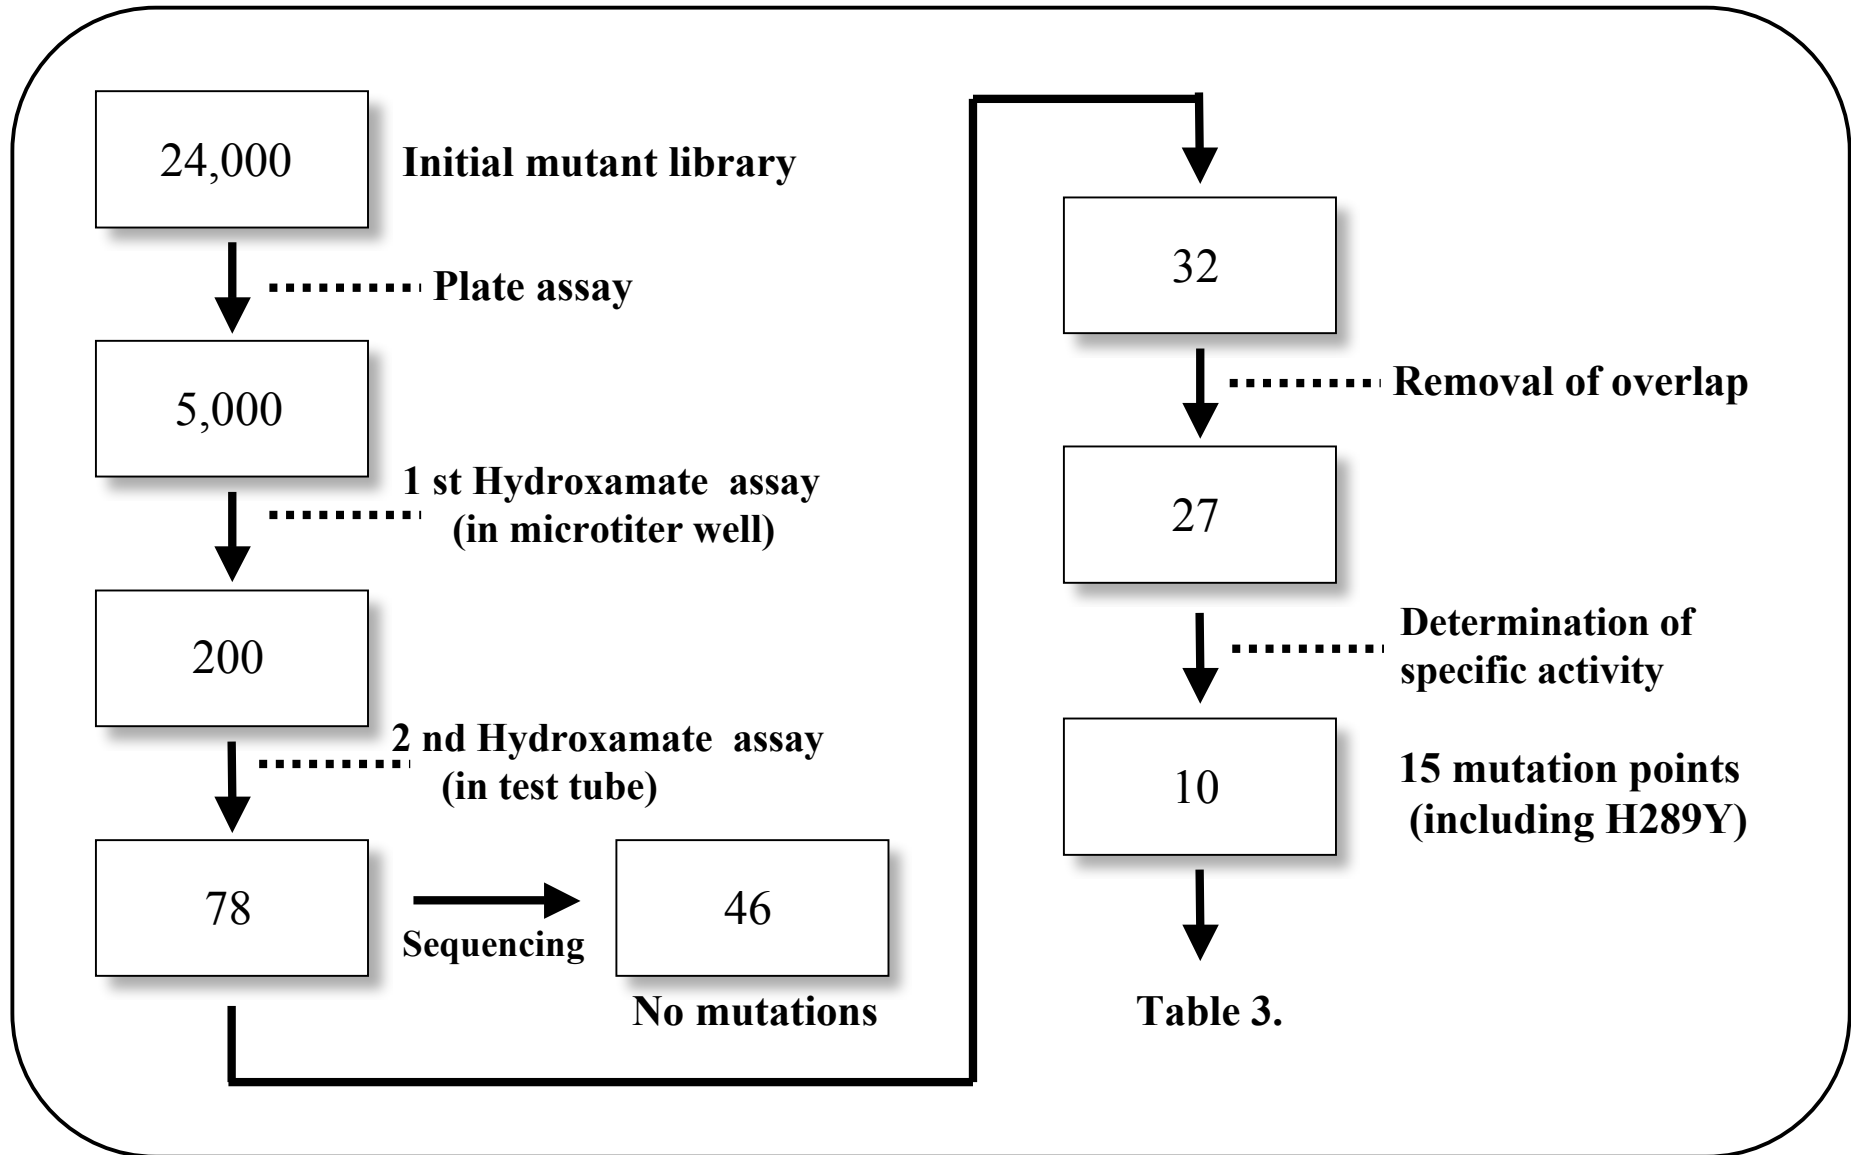 24,000
Initial mutant library
Plate assay
5,000
1 st Hydroxamate assay
(in microtiter well)
200
2 nd Hydroxamate assay
(in test tube)
78
Sequencing
46
No mutations
32
Removal of overlap
27
Determination of
specific activity
10
15 mutation points
(including H289Y)
Table 3.